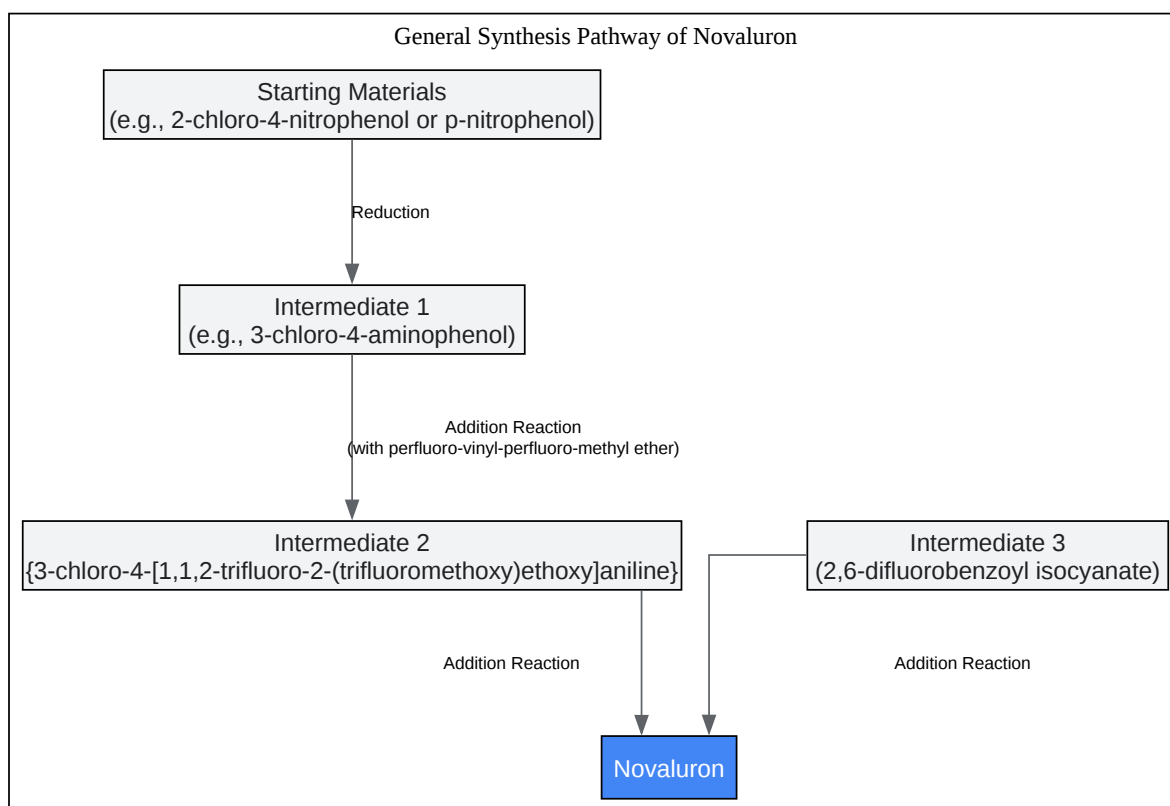 General Synthesis Pathway of Novaluron
Starting Materials
(e.g., 2-chloro-4-nitrophenol or p-nitrophenol)
Reduction
Intermediate 1
(e.g., 3-chloro-4-aminophenol)
Addition Reaction
(with perfluoro-vinyl-perfluoro-methyl ether)
Intermediate 2
{3-chloro-4-[1,1,2-trifluoro-2-(trifluoromethoxy)ethoxy]aniline}
Intermediate 3
(2,6-difluorobenzoyl isocyanate)
Addition Reaction
Addition Reaction
Novaluron